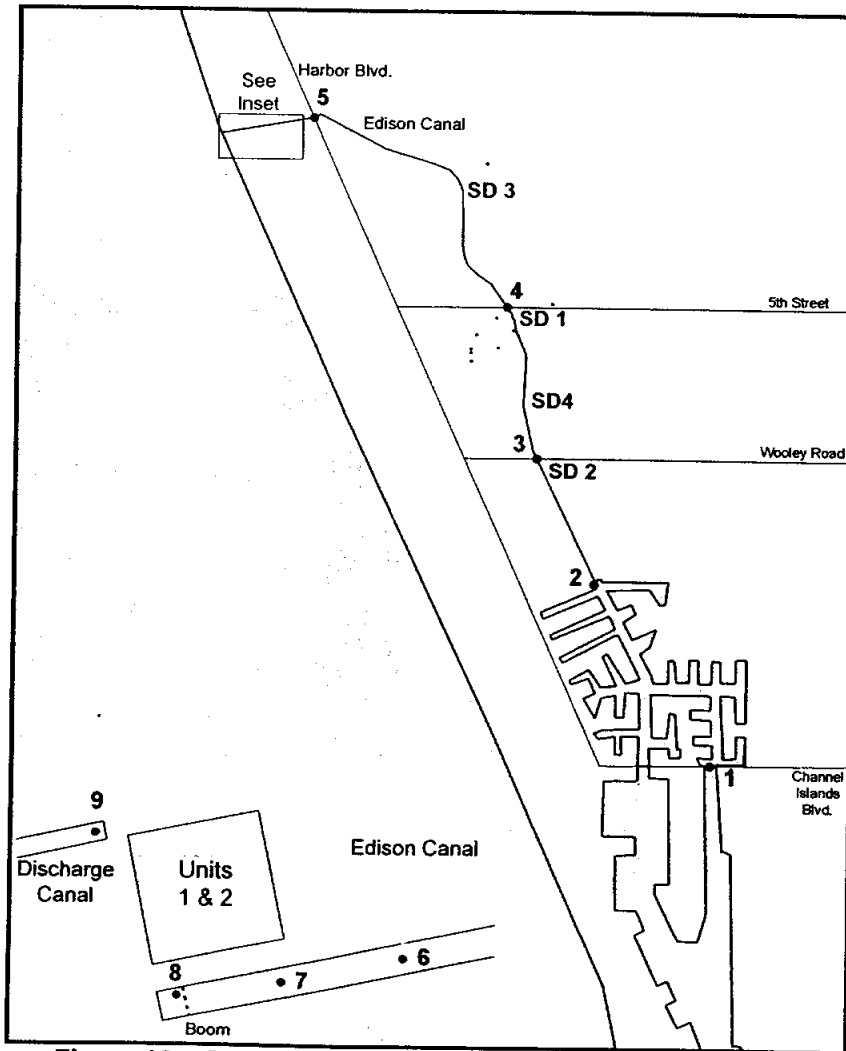 Harbor Blvd.
See
Inset
5
Edison Canal
SD 3
4
5th Street
SD 1
SD4
3
Wooley Road
SD 2
2
1
Channel
Islands
Blvd.
9
Discharge
Canal
Units
1 & 2
Edison Canal
6
8
7
Boom